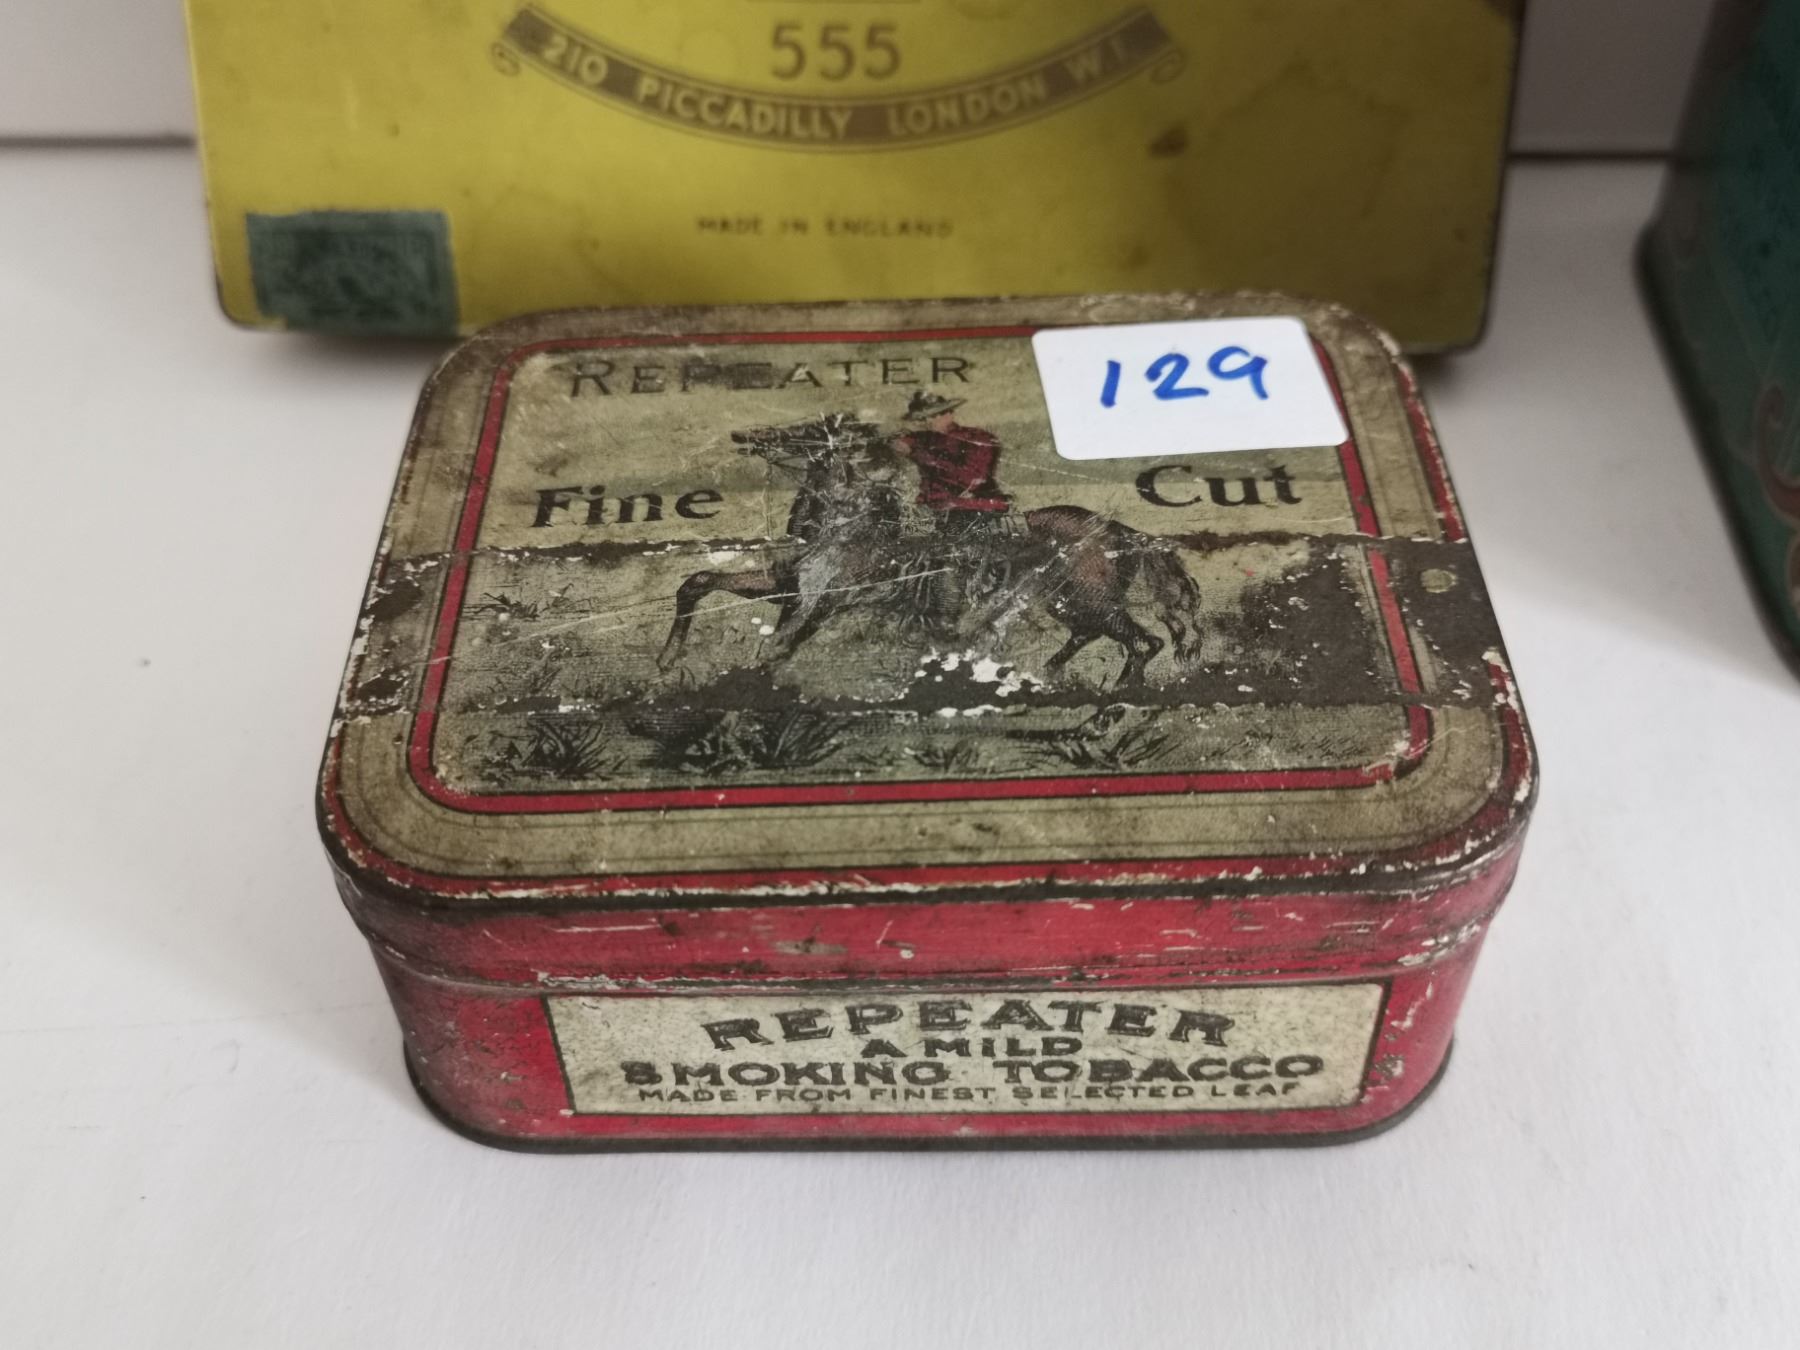 555
210 PICCADILLY LONDON W.1.
MADE IN ENGLAND
REPEATER
129
Fine Cut
REPEATER
A MILD
SMOKING TOBACCO
MADE FROM FINEST SELECTED LEAF